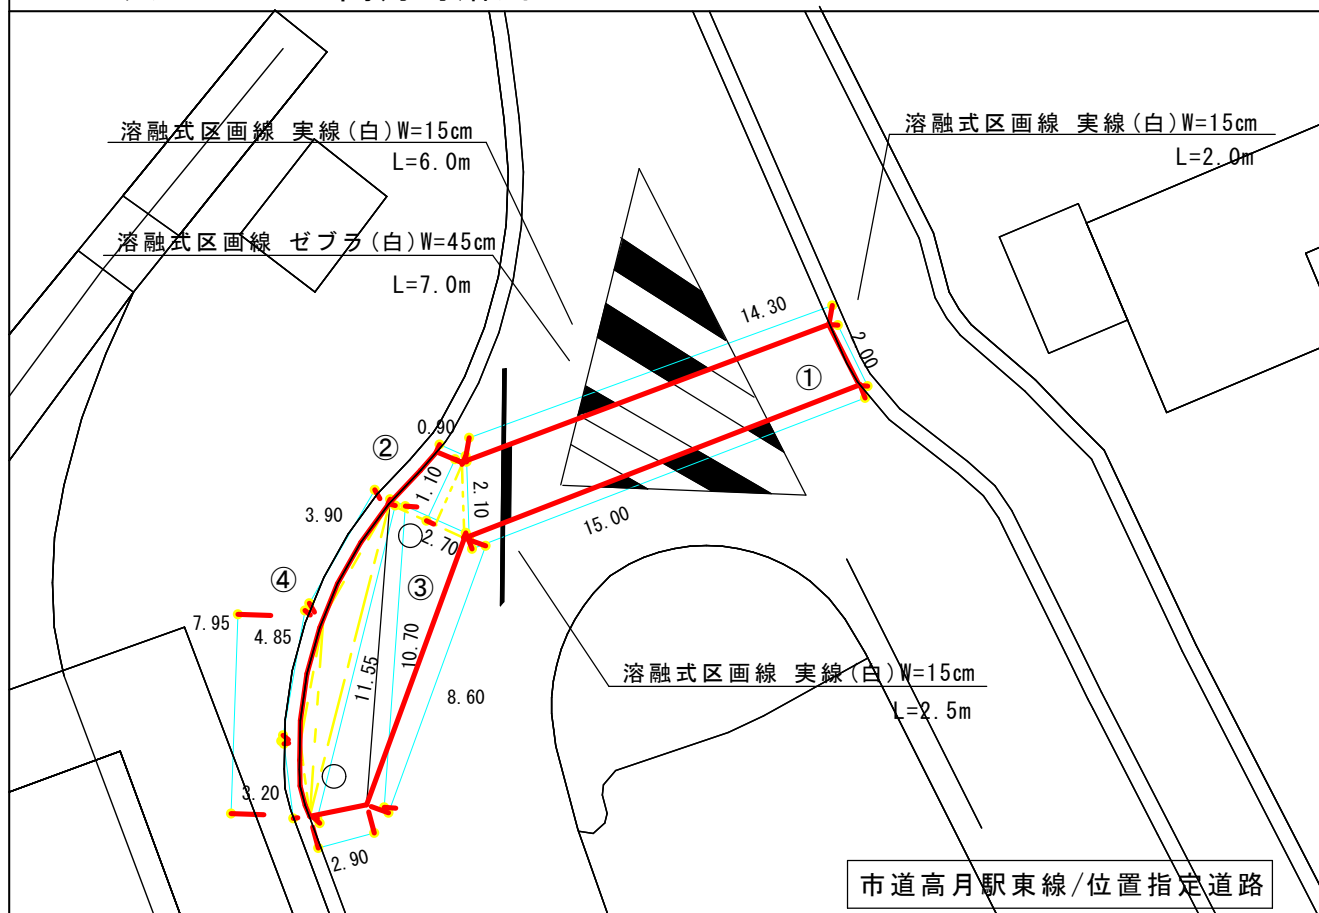 溶融式区画線 実線(白)W=15cm
L=6.0m
溶融式区画線 実線(白)W=15cm
L=2.0m
溶融式区画線 ゼブラ(白)W=45cm
L=7.0m
14.30
2.00
①
0.90
②
1.10
2.10
3.90
15.00
2.70
④
③
7.95
4.85
10.70
11.55
8.60
溶融式区画線 実線(白)W=15cm
L=2.5m
3.20
2.90
市道高月駅東線/位置指定道路